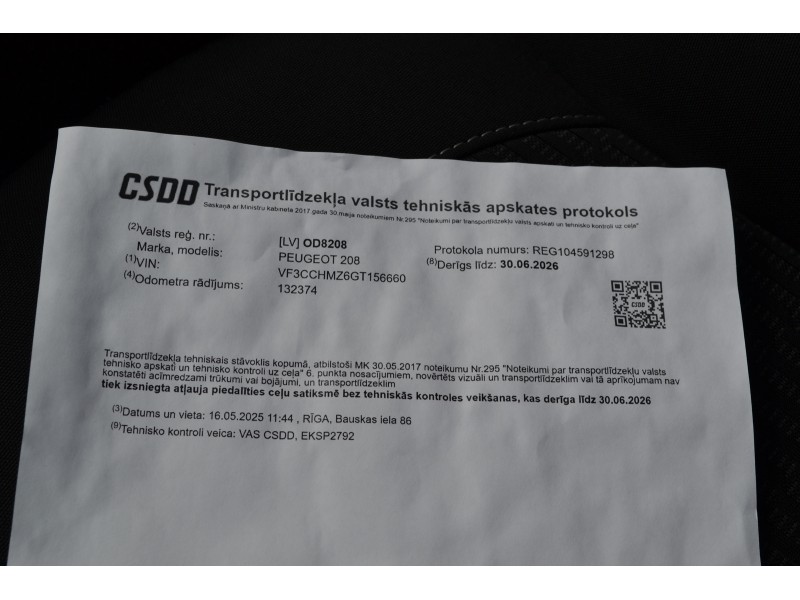 CSDD Transportlīdzekļa valsts tehniskās apskates protokols
Saskaņā ar Ministru kabineta 2017.gada 30.maija noteikumiem Nr.295 "Noteikumi par transportlīdzekļu valsts apskati un tehnisko kontroli uz ceļa"
(2)Valsts reģ. nr.: [LV] OD8208
Marka, modelis: PEUGEOT 208
Protokola numurs: REG104591298
(1)VIN: VF3CCHMZ6GT156660
(8)Derīgs līdz: 30.06.2026
(4)Odometra rādījums: 132374
Transportlīdzekļa tehniskais stāvoklis kopumā, atbilstoši MK 30.05.2017 noteikumu Nr.295 "Noteikumi par transportlīdzekļu valsts
tehnisko apskati un tehnisko kontroli uz ceļa" 6. punkta nosacījumiem, novērtēts vizuāli un transportlīdzeklim vai tā aprīkojumam nav
konstatēti acīmredzami trūkumi vai bojājumi, un transportlīdzeklim
tiek izsniegta atļauja piedalīties ceļu satiksmē bez tehniskās kontroles veikšanas, kas derīga līdz 30.06.2026
(3)Datums un vieta: 16.05.2025 11:44 , RĪGA, Bauskas iela 86
(9)Tehnisko kontroli veica: VAS CSDD, EKSP2792